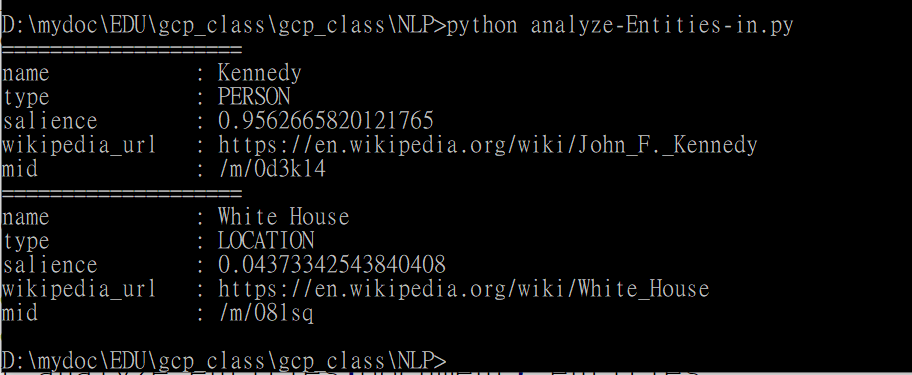 D:\mydoc\EDU\gcp_class\gcp_class\NLP>python analyze-Entities-in.py
====================
name            : Kennedy
type            : PERSON
salience        : 0.9562665820121765
wikipedia_url   : https://en.wikipedia.org/wiki/John_F._Kennedy
mid             : /m/0d3k14
====================
name            : White House
type            : LOCATION
salience        : 0.04373342543840408
wikipedia_url   : https://en.wikipedia.org/wiki/White_House
mid             : /m/081sq
D:\mydoc\EDU\gcp_class\gcp_class\NLP>